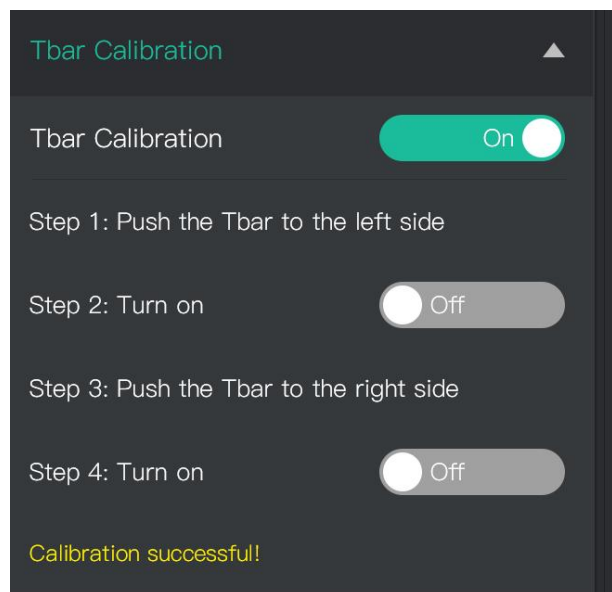 Tbar Calibration
Tbar Calibration On
Step 1: Push the Tbar to the left side
Step 2: Turn on Off
Step 3: Push the Tbar to the right side
Step 4: Turn on Off
Calibration successful!